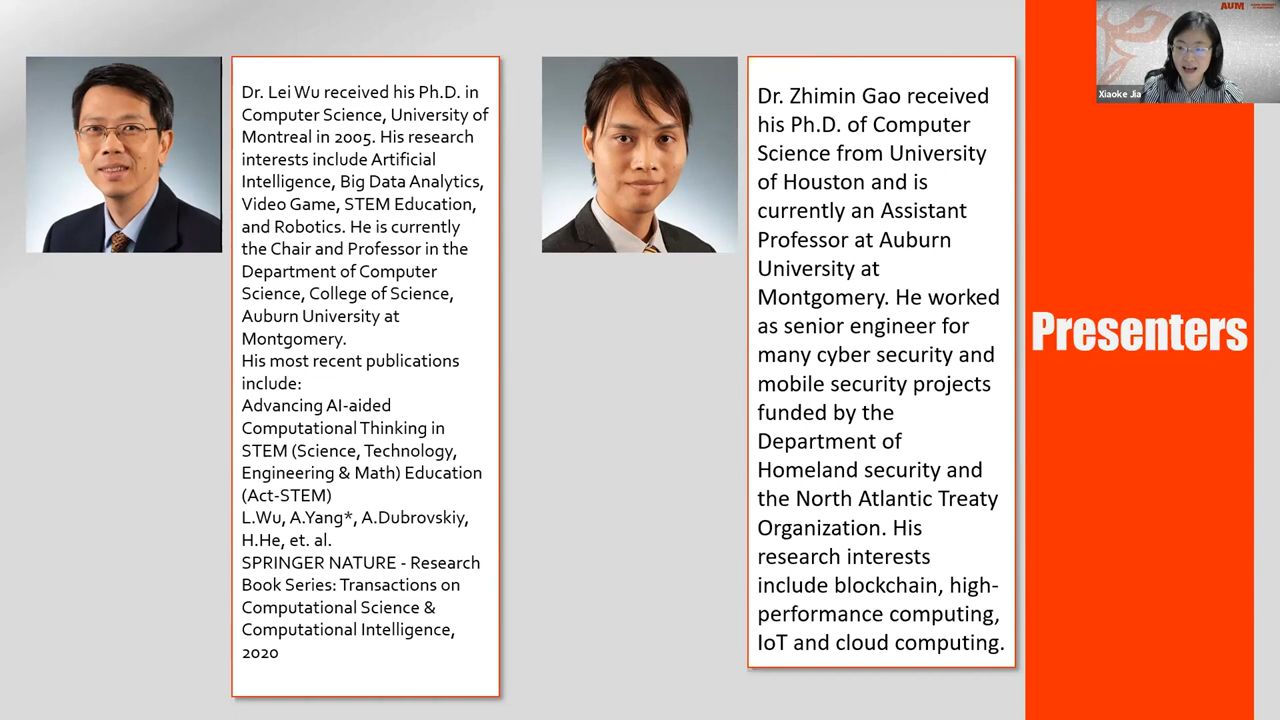 Dr. Lei Wu received his Ph.D. in
Computer Science, University of
Montreal in 2005. His research
interests include Artificial
Intelligence, Big Data Analytics,
Video Game, STEM Education,
and Robotics. He is currently
the Chair and Professor in the
Department of Computer
Science, College of Science,
Auburn University at
Montgomery.
His most recent publications
include:
Advancing AI-aided
Computational Thinking in
STEM (Science, Technology,
Engineering & Math) Education
(Act-STEM)
L.Wu, A.Yang*, A.Dubrovskiy,
H.He, et. al.
SPRINGER NATURE - Research
Book Series: Transactions on
Computational Science &
Computational Intelligence,
2020
Dr. Zhimin Gao received
his Ph.D. of Computer
Science from University
of Houston and is
currently an Assistant
Professor at Auburn
University at
Montgomery. He worked
as senior engineer for
many cyber security and
mobile security projects
funded by the
Department of
Homeland security and
the North Atlantic Treaty
Organization. His
research interests
include blockchain, high-
performance computing,
IoT and cloud computing.
Presenters
AUM
Xiaoke Jia